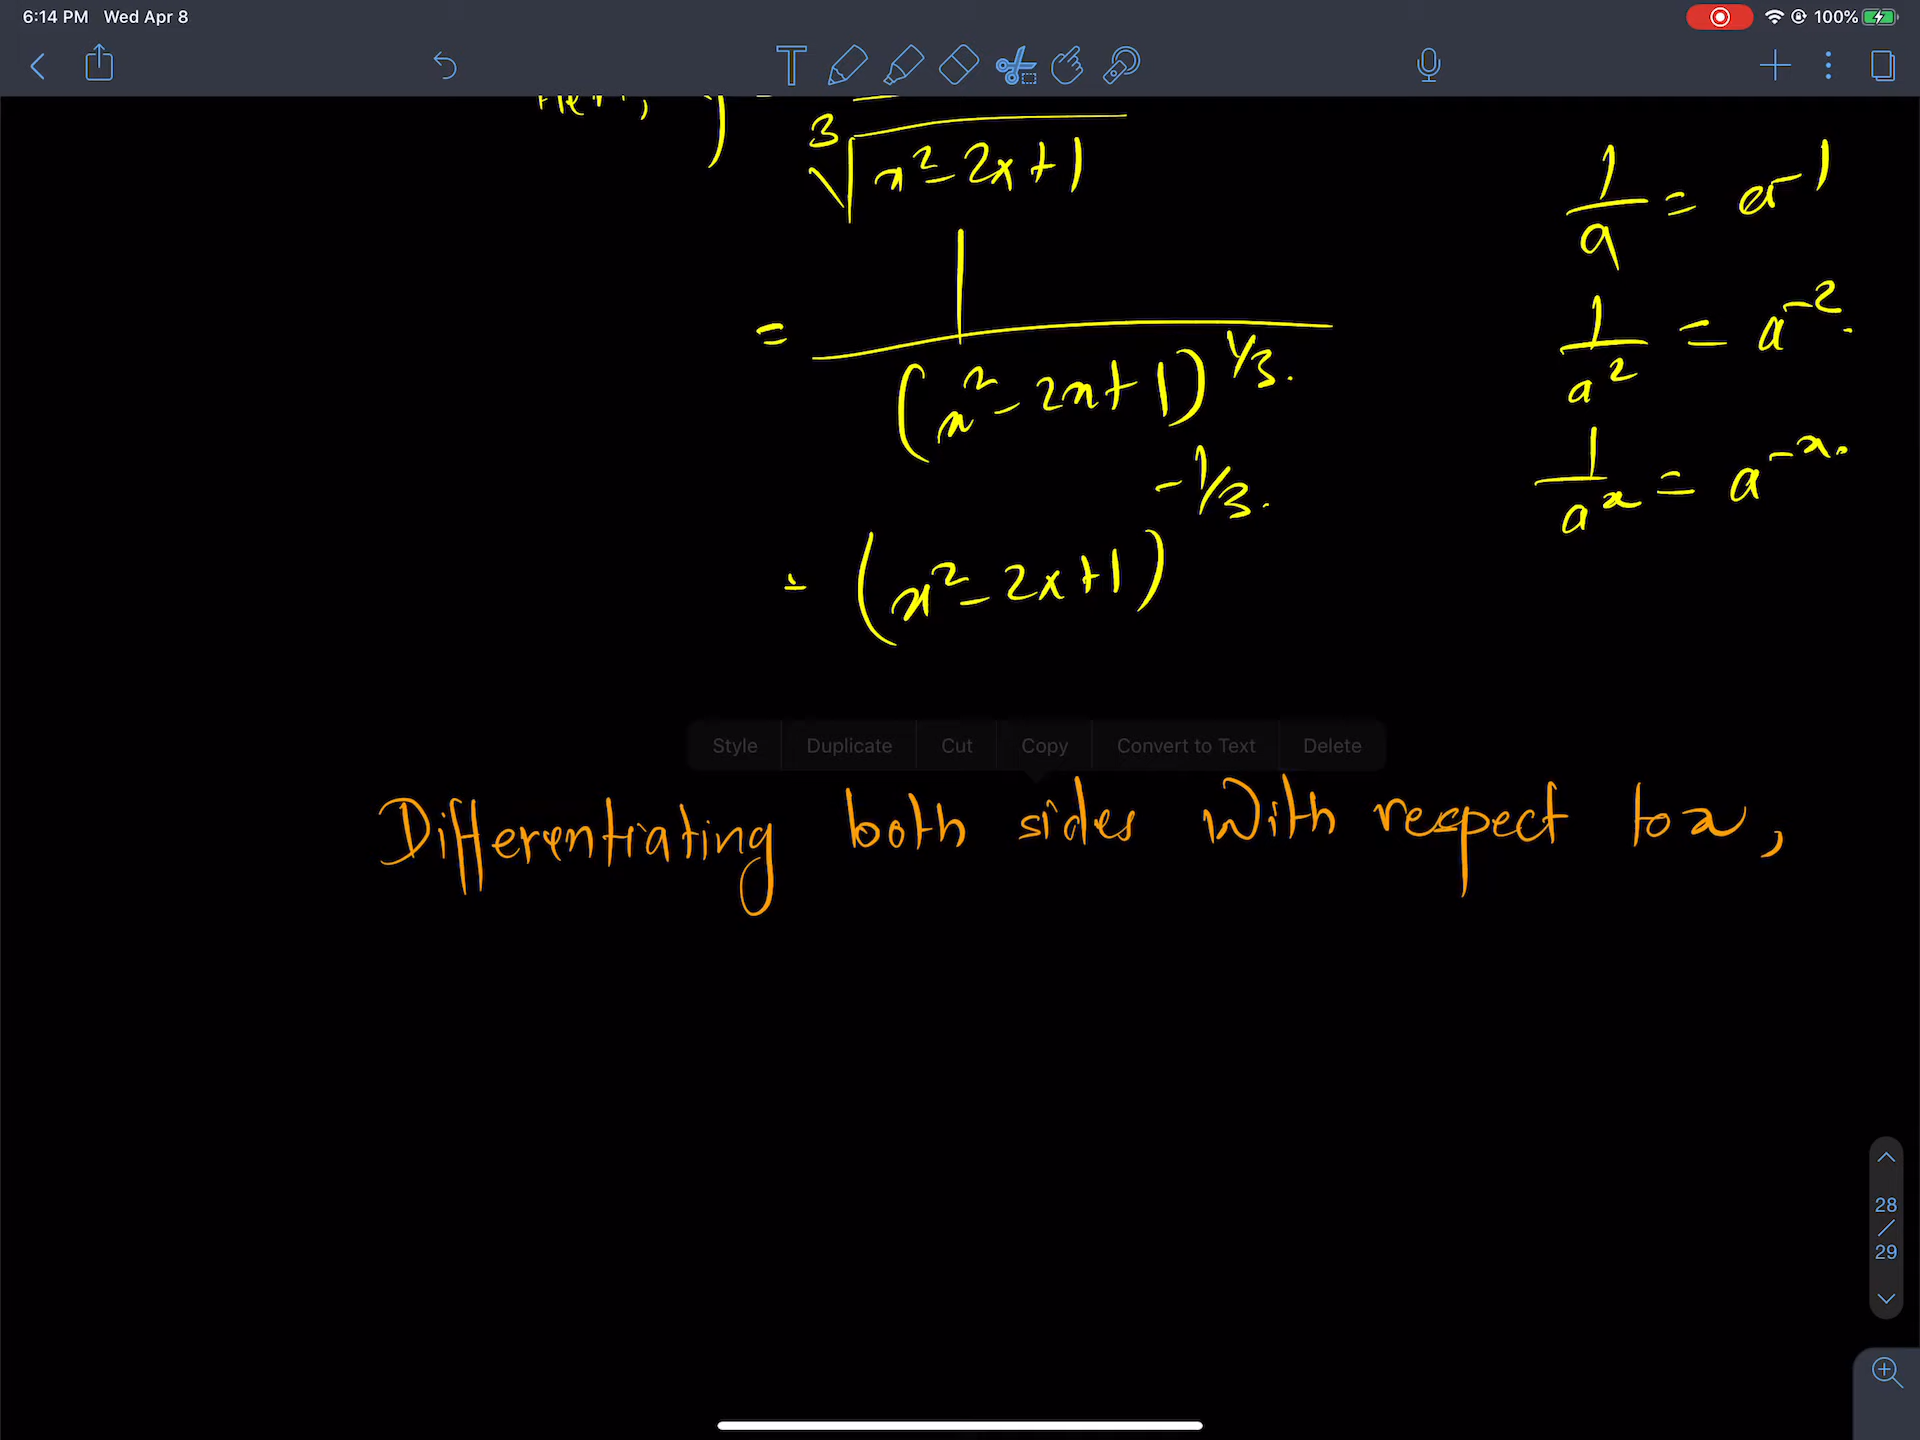 6:14 PM Wed Apr 8
100%
∛(x² - 2x + 1)
= 1/(x² - 2x + 1)^1/3.
= (x² - 2x + 1)^-1/3.
1/a = a^-1
1/a² = a^-2.
1/a^x = a^-x.
Style Duplicate Cut Copy Convert to Text Delete
Differentiating both sides with respect to x,
28
/
29